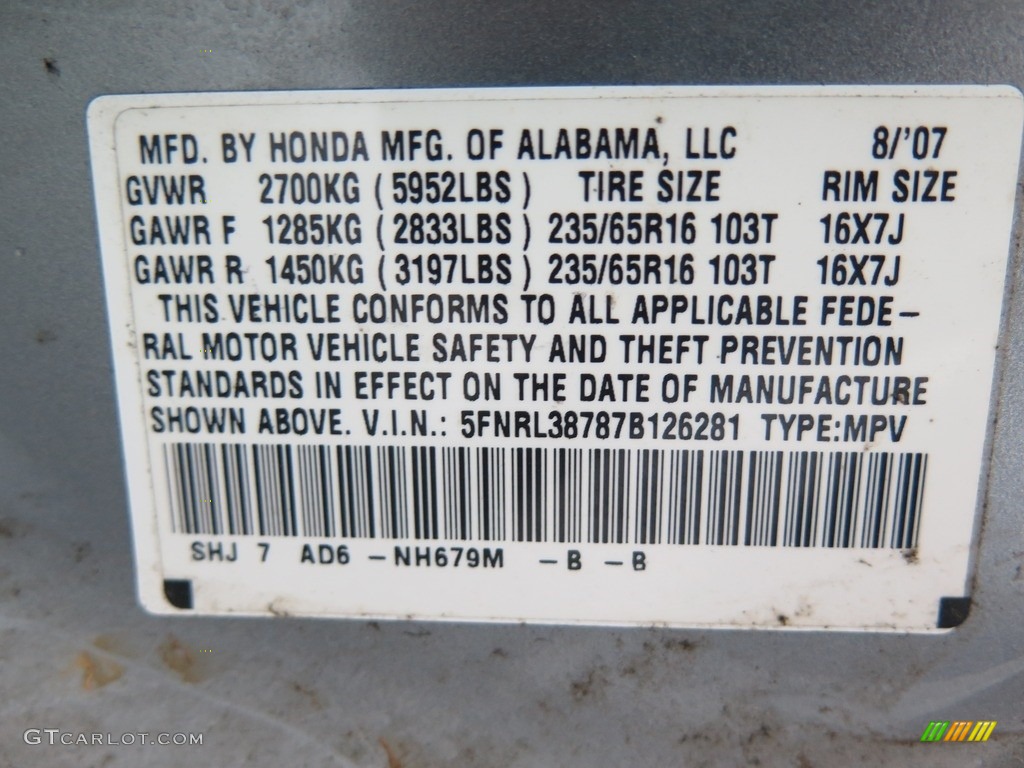 MFD. BY HONDA MFG. OF ALABAMA, LLC 8/'07
GVWR 2700KG (5952LBS) TIRE SIZE RIM SIZE
GAWR F 1285KG (2833LBS) 235/65R16 103T 16X7J
GAWR R 1450KG (3197LBS) 235/65R16 103T 16X7J
THIS VEHICLE CONFORMS TO ALL APPLICABLE FEDE-
RAL MOTOR VEHICLE SAFETY AND THEFT PREVENTION
STANDARDS IN EFFECT ON THE DATE OF MANUFACTURE
SHOWN ABOVE. V.I.N.: 5FNRL38787B126281 TYPE:MPV
SHJ 7 AD6 -NH679M -B -B
GTCARLOT.COM